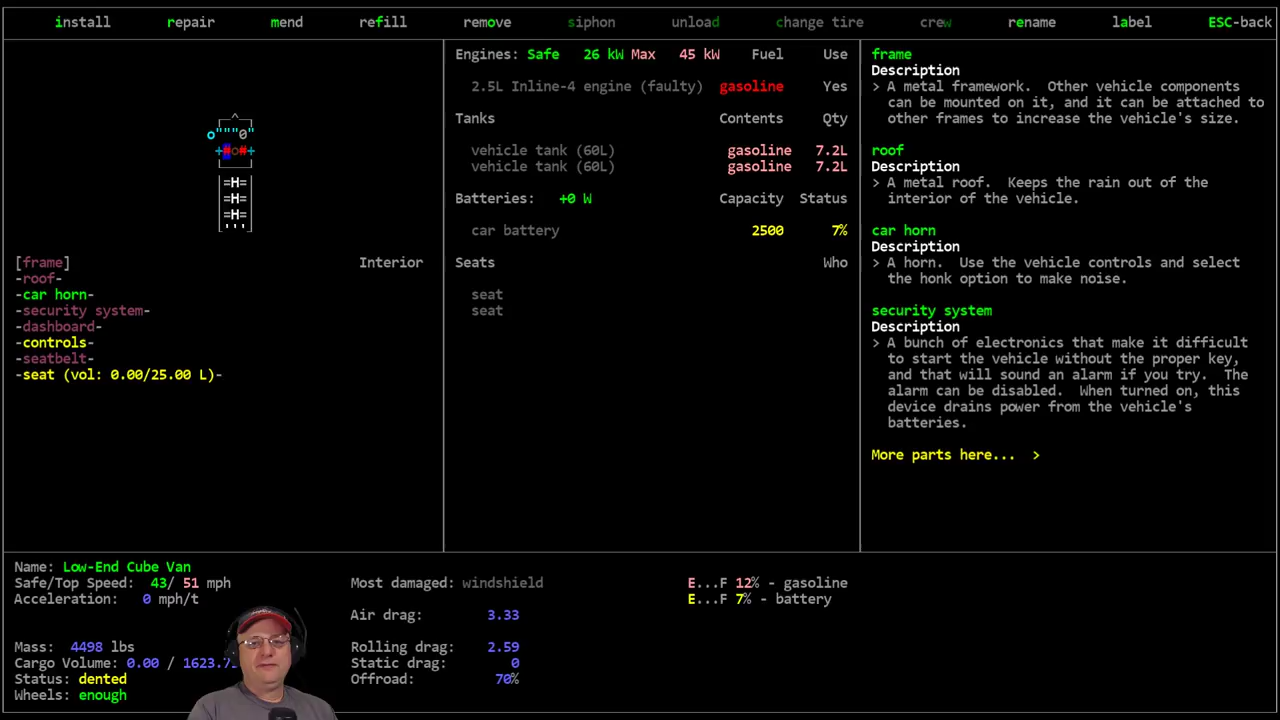 install repair mend refill remove siphon unload change tire crew rename label ESC-back
Engines: Safe 26 kW Max 45 kW Fuel Use
2.5L Inline-4 engine (faulty) gasoline Yes
Tanks Contents Qty
vehicle tank (60L) gasoline 7.2L
vehicle tank (60L) gasoline 7.2L
Batteries: +0 W Capacity Status
car battery 2500 7%
Seats Who
seat
seat
[frame] Interior
-roof-
-car horn-
-security system-
-dashboard-
-controls-
-seatbelt-
-seat (vol: 0.00/25.00 L)-
frame
Description
> A metal framework. Other vehicle components
can be mounted on it, and it can be attached to
other frames to increase the vehicle's size.
roof
Description
> A metal roof. Keeps the rain out of the
interior of the vehicle.
car horn
Description
> A horn. Use the vehicle controls and select
the honk option to make noise.
security system
Description
> A bunch of electronics that make it difficult
to start the vehicle without the proper key,
and that will sound an alarm if you try. The
alarm can be disabled. When turned on, this
device drains power from the vehicle's
batteries.
More parts here... >
Name: Low-End Cube Van
Safe/Top Speed: 43/ 51 mph
Acceleration: 0 mph/t
Mass: 4498 lbs
Cargo Volume: 0.00 /
Status: dented
Wheels: enough
Most damaged: windshield
Air drag: 3.33
Rolling drag: 2.59
Static drag: 0
Offroad: 70%
E...F 12% - gasoline
E...F 7% - battery